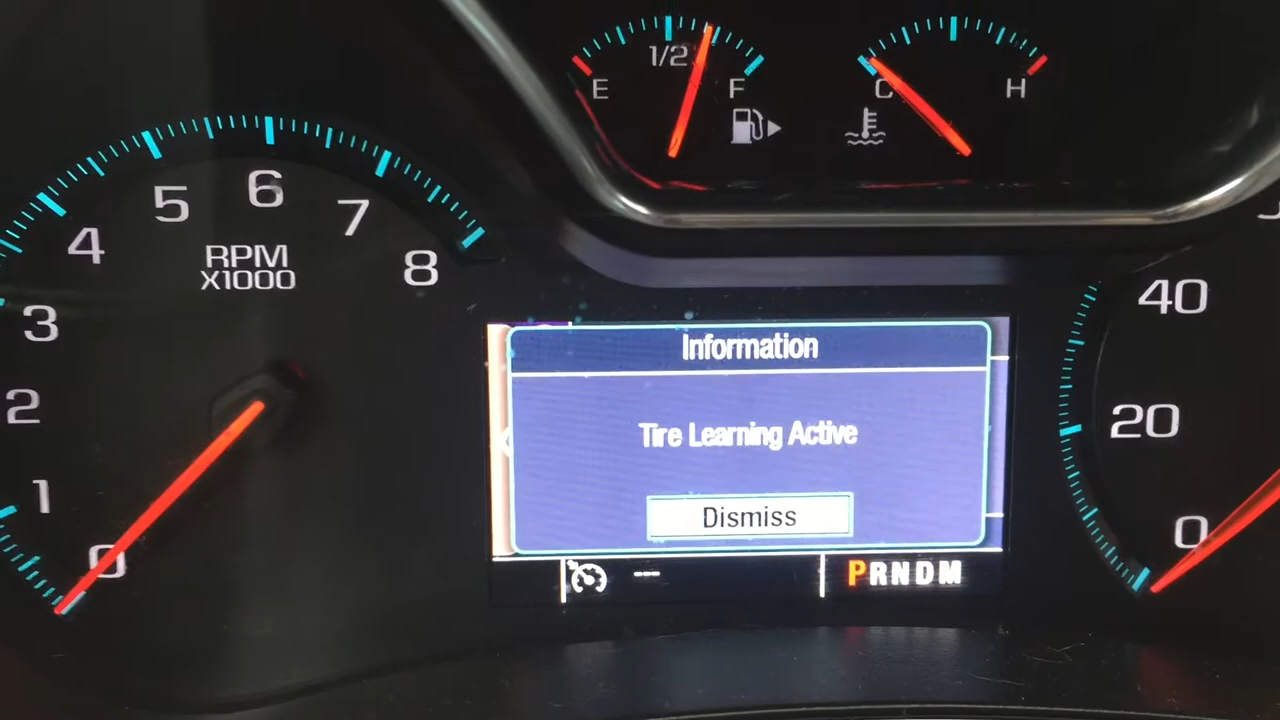 E 1/2 F
C H
0 1 2 3 4 5 6 7 8
RPM
X1000
Information
Tire Learning Active
Dismiss
---
PRNDM
0 20 40